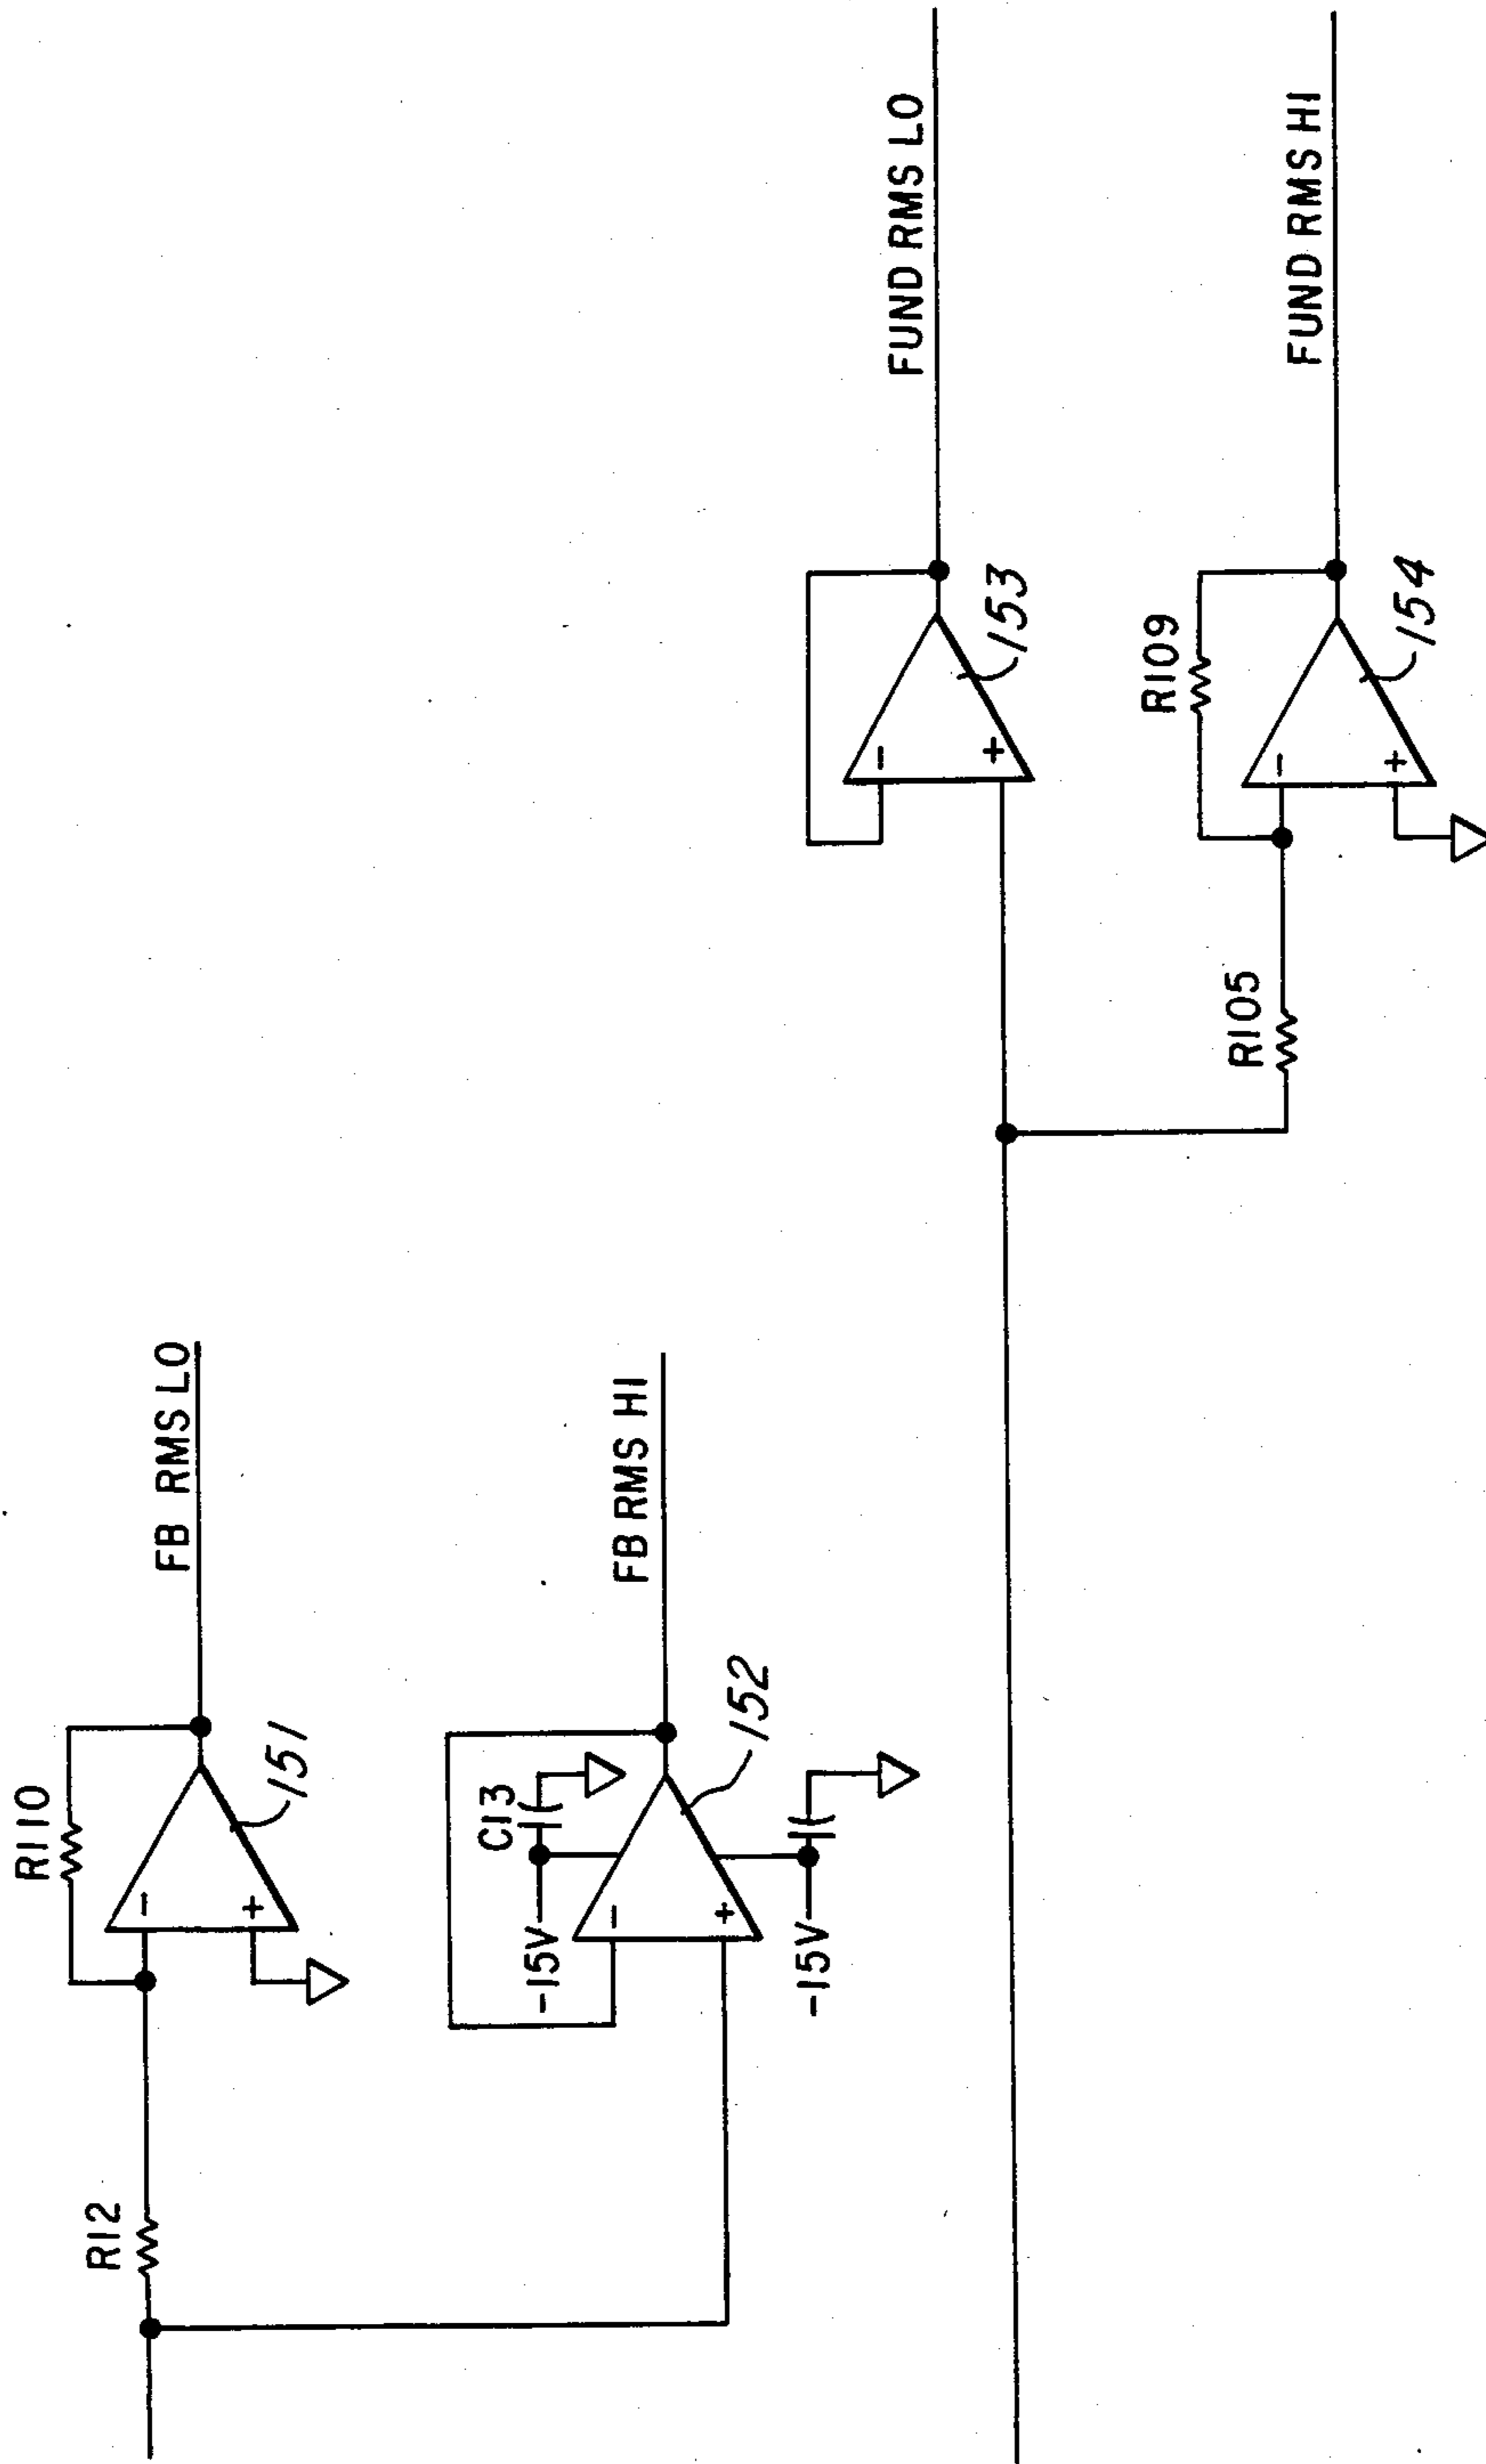 R110
FB RMS LO
R12
151
C13
-15V
FB RMS HI
152
-15V
FUND RMS LO
153
R109
FUND RMS HI
R105
154